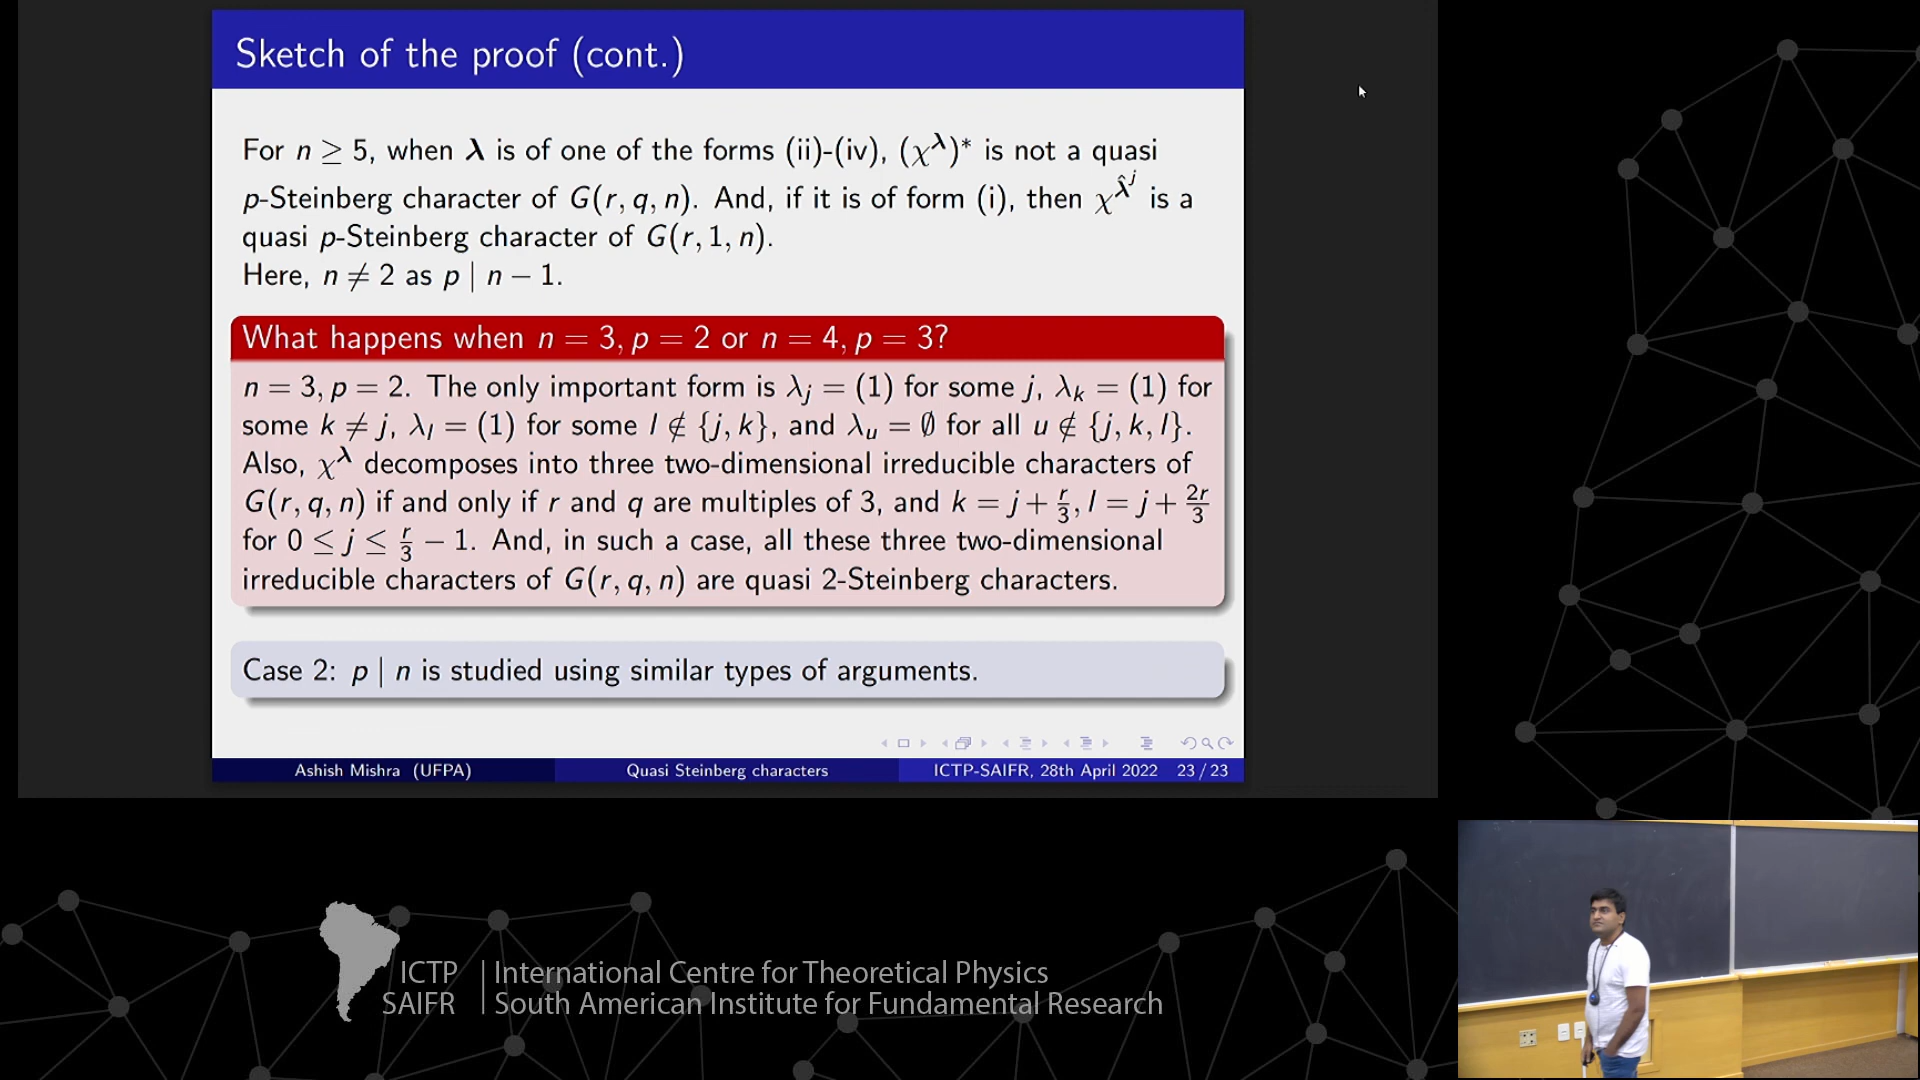 Sketch of the proof (cont.)
For n ≥ 5, when λ is of one of the forms (ii)-(iv), (χ^λ)* is not a quasi
p-Steinberg character of G(r, q, n). And, if it is of form (i), then χ^λ̂^j is a
quasi p-Steinberg character of G(r, 1, n).
Here, n ≠ 2 as p | n − 1.
What happens when n = 3, p = 2 or n = 4, p = 3?
n = 3, p = 2. The only important form is λ_j = (1) for some j, λ_k = (1) for
some k ≠ j, λ_l = (1) for some l ∉ {j, k}, and λ_u = ∅ for all u ∉ {j, k, l}.
Also, χ^λ decomposes into three two-dimensional irreducible characters of
G(r, q, n) if and only if r and q are multiples of 3, and k = j + r/3, l = j + 2r/3
for 0 ≤ j ≤ r/3 − 1. And, in such a case, all these three two-dimensional
irreducible characters of G(r, q, n) are quasi 2-Steinberg characters.
Case 2: p | n is studied using similar types of arguments.
Ashish Mishra (UFPA) Quasi Steinberg characters ICTP-SAIFR, 28th April 2022 23 / 23
ICTP | International Centre for Theoretical Physics
SAIFR | South American Institute for Fundamental Research